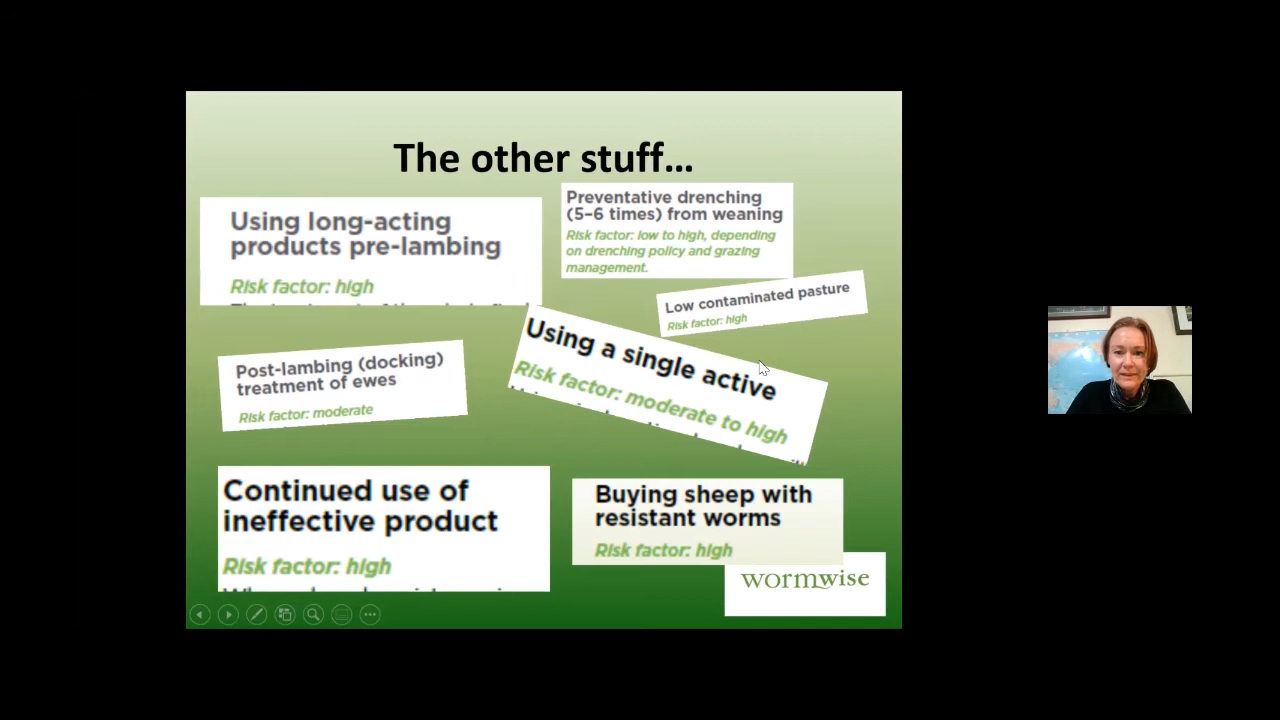 The other stuff...
Using long-acting
products pre-lambing
Risk factor: high
Preventative drenching
(5–6 times) from weaning
Risk factor: low to high, depending
on drenching policy and grazing
management.
Low contaminated pasture
Risk factor: high
Using a single active
Risk factor: moderate to high
Post-lambing (docking)
treatment of ewes
Risk factor: moderate
Continued use of
ineffective product
Risk factor: high
Buying sheep with
resistant worms
Risk factor: high
wormwise